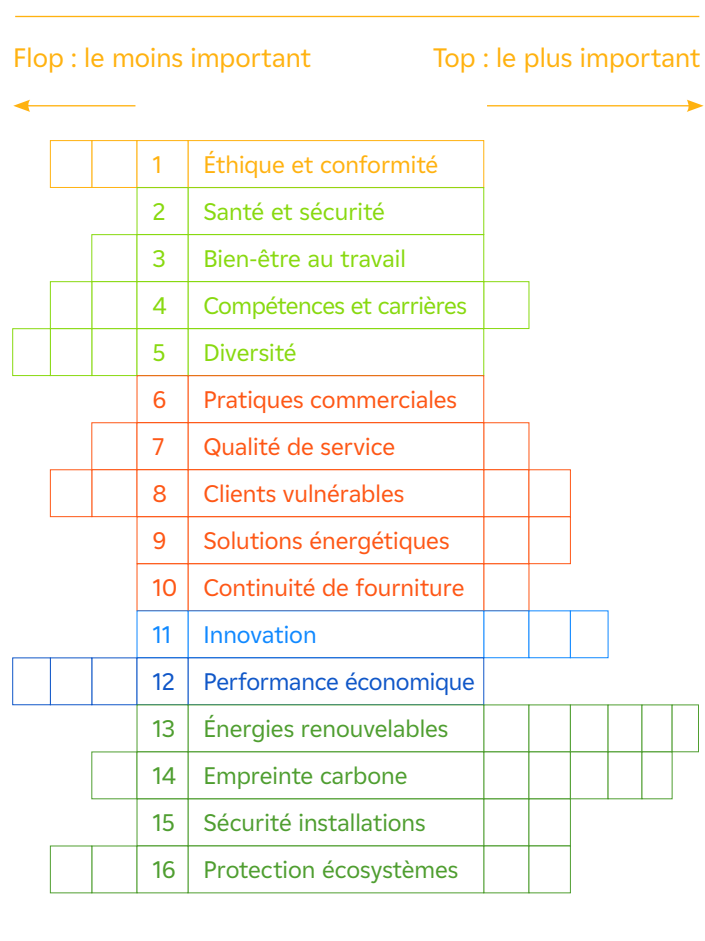 Flop : le moins important
Top : le plus important
1 Éthique et conformité
2 Santé et sécurité
3 Bien-être au travail
4 Compétences et carrières
5 Diversité
6 Pratiques commerciales
7 Qualité de service
8 Clients vulnérables
9 Solutions énergétiques
10 Continuité de fourniture
11 Innovation
12 Performance économique
13 Énergies renouvelables
14 Empreinte carbone
15 Sécurité installations
16 Protection écosystèmes